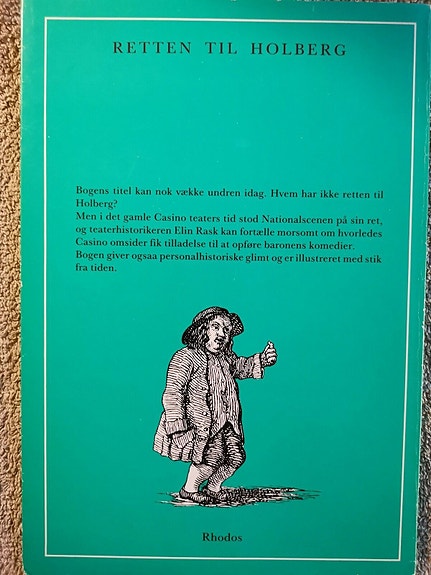 RETTEN TIL HOLBERG
Bogens titel kan nok vække undren idag. Hvem har ikke retten til
Holberg?
Men i det gamle Casino teaters tid stod Nationalscenen på sin ret,
og teaterhistorikeren Elin Rask kan fortælle morsomt om hvorledes
Casino omsider fik tilladelse til at opføre baronens komedier.
Bogen giver ogsaa personalhistoriske glimt og er illustreret med stik
fra tiden.
Rhodos